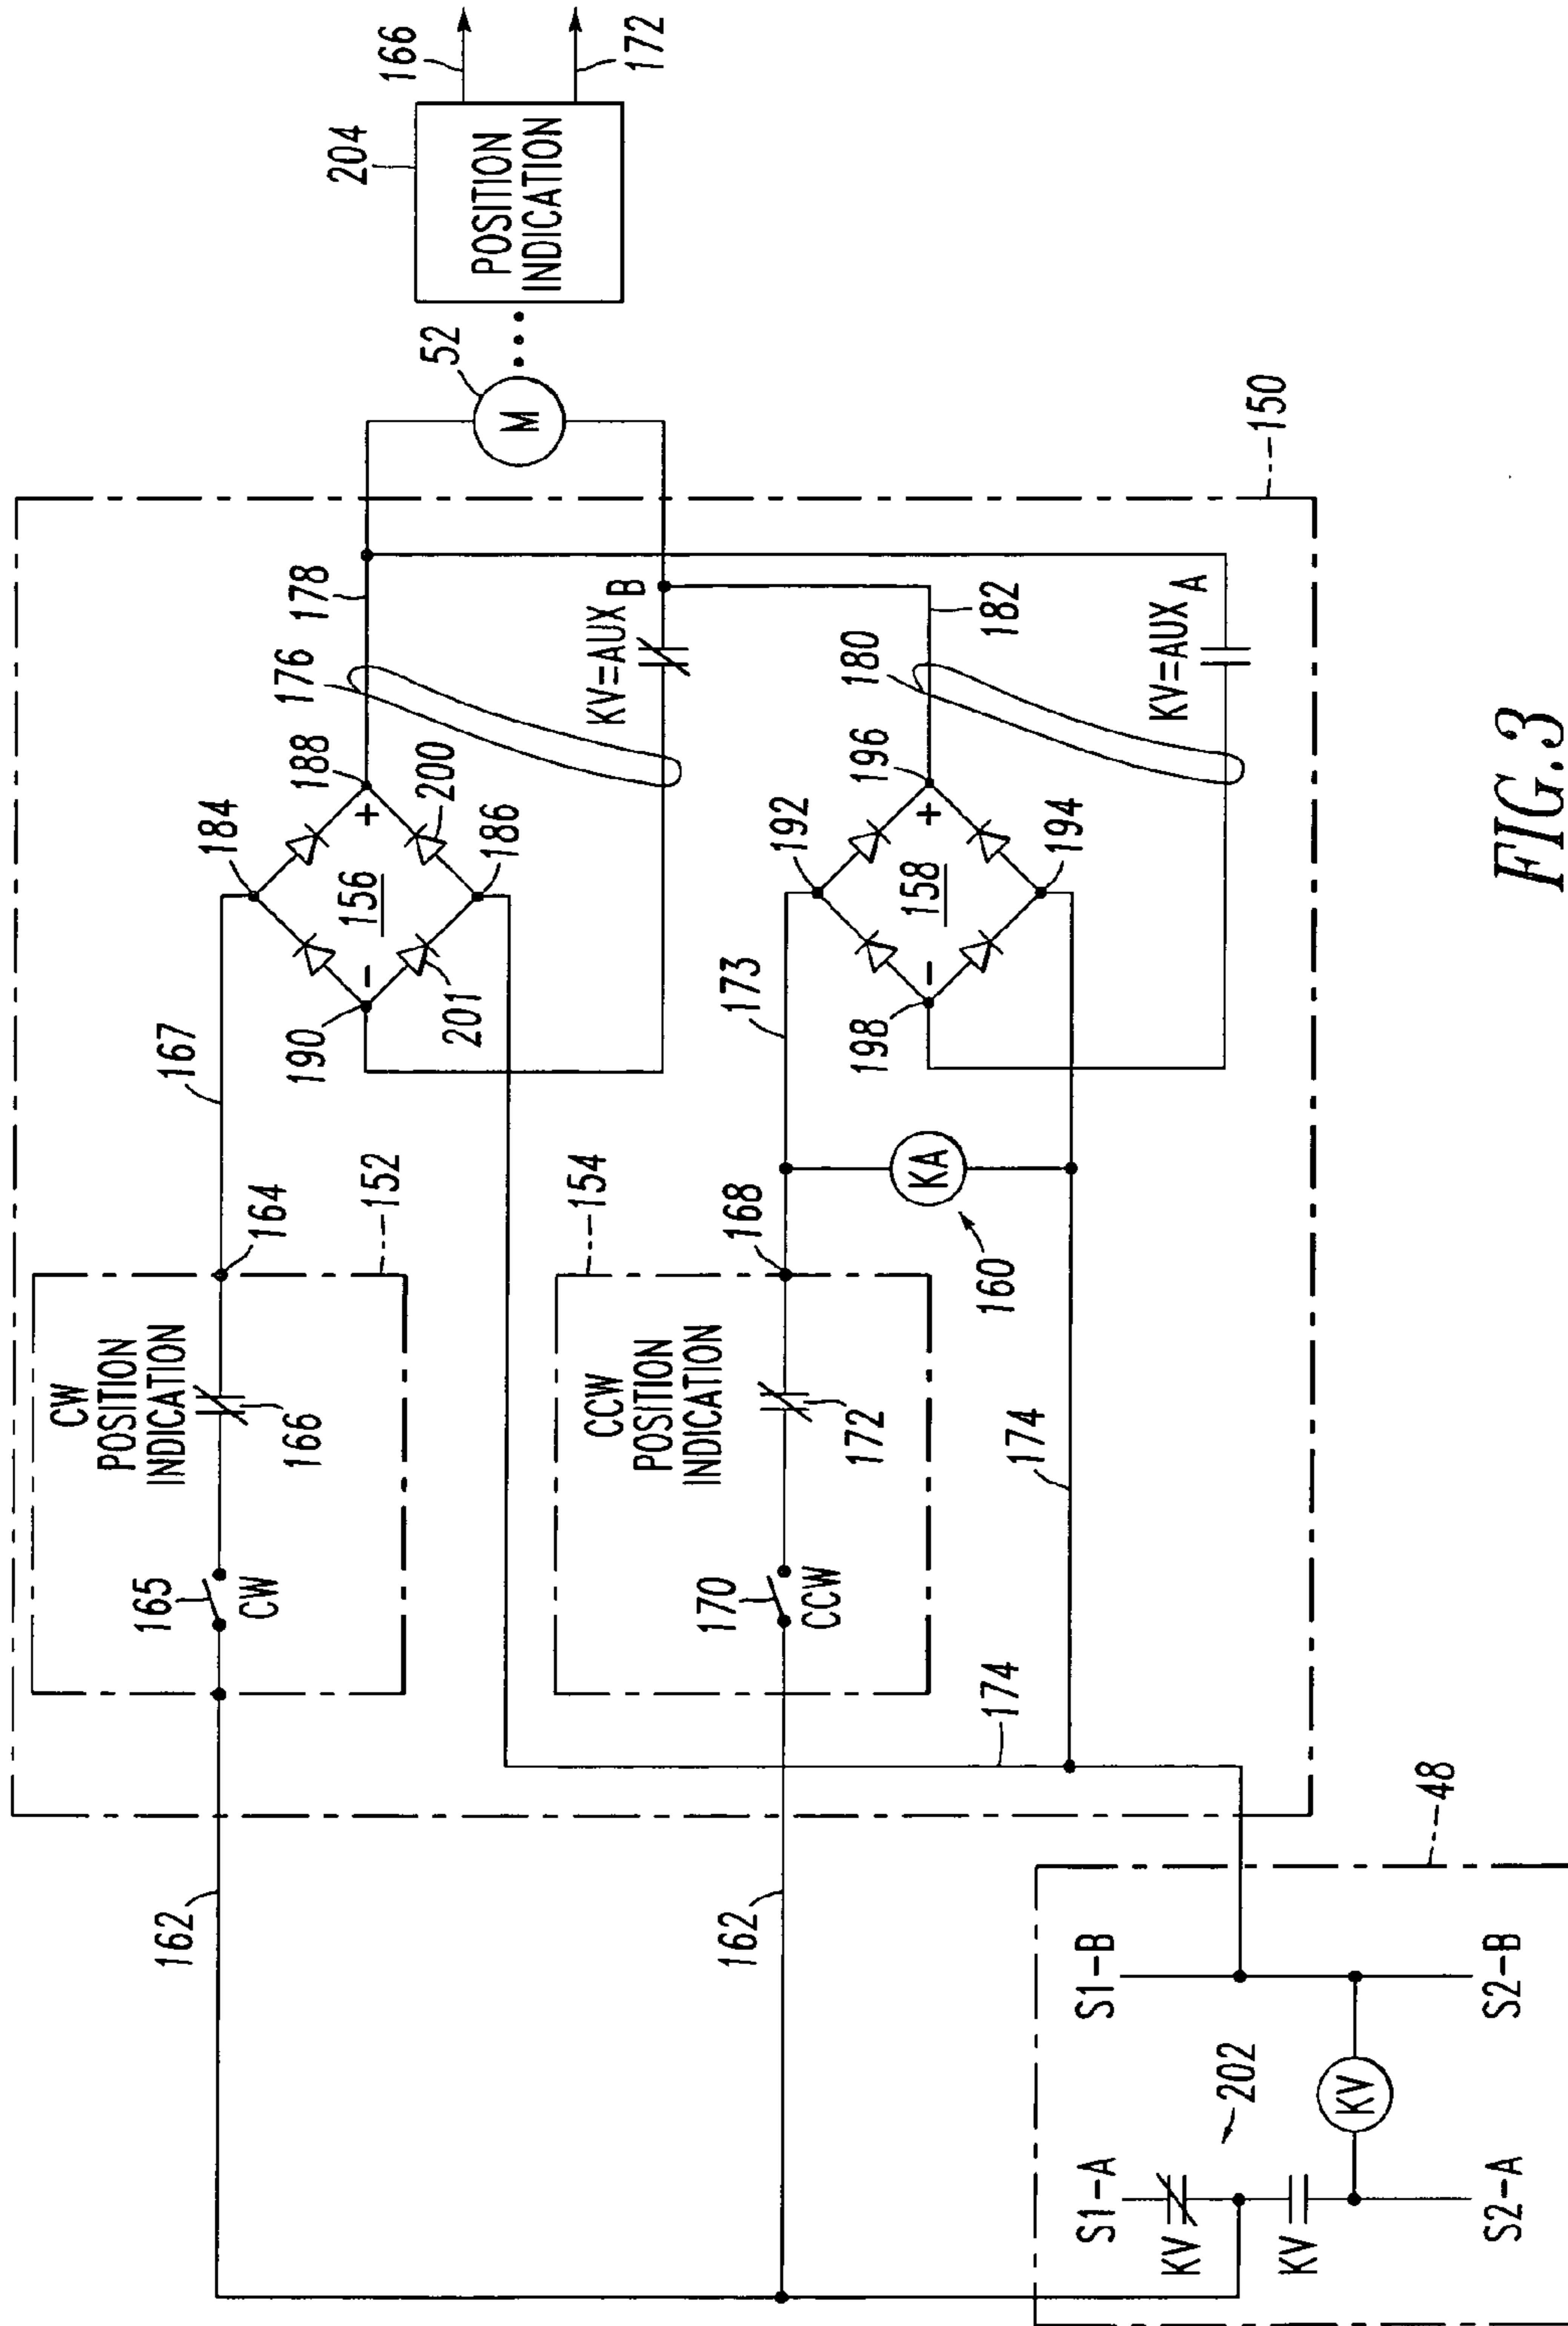 166
172
204
POSITION
INDICATION
52
M
150
178
176
188
184
200
186
156
+
−
201
190
167
KV=AUX B
182
180
KV=AUX A
196
192
194
158
+
−
198
173
164
152
CW
POSITION
INDICATION
166
165
CW
168
154
CCW
POSITION
INDICATION
172
170
CCW
KA
160
174
174
162
162
48
S1-B
S2-B
202
KV
S1-A
S2-A
KV
KV
FIG.3